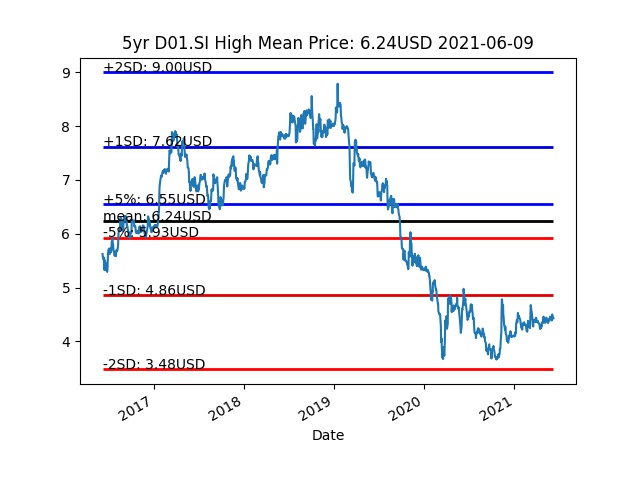 5yr D01.SI High Mean Price: 6.24USD 2021-06-09
9
+2SD: 9.00USD
8
+1SD: 7.62USD
7
+5%: 6.55USD
mean: 6.24USD
6
-5%: 5.93USD
5
-1SD: 4.86USD
4
-2SD: 3.48USD
2017
2018
2019
2020
2021
Date